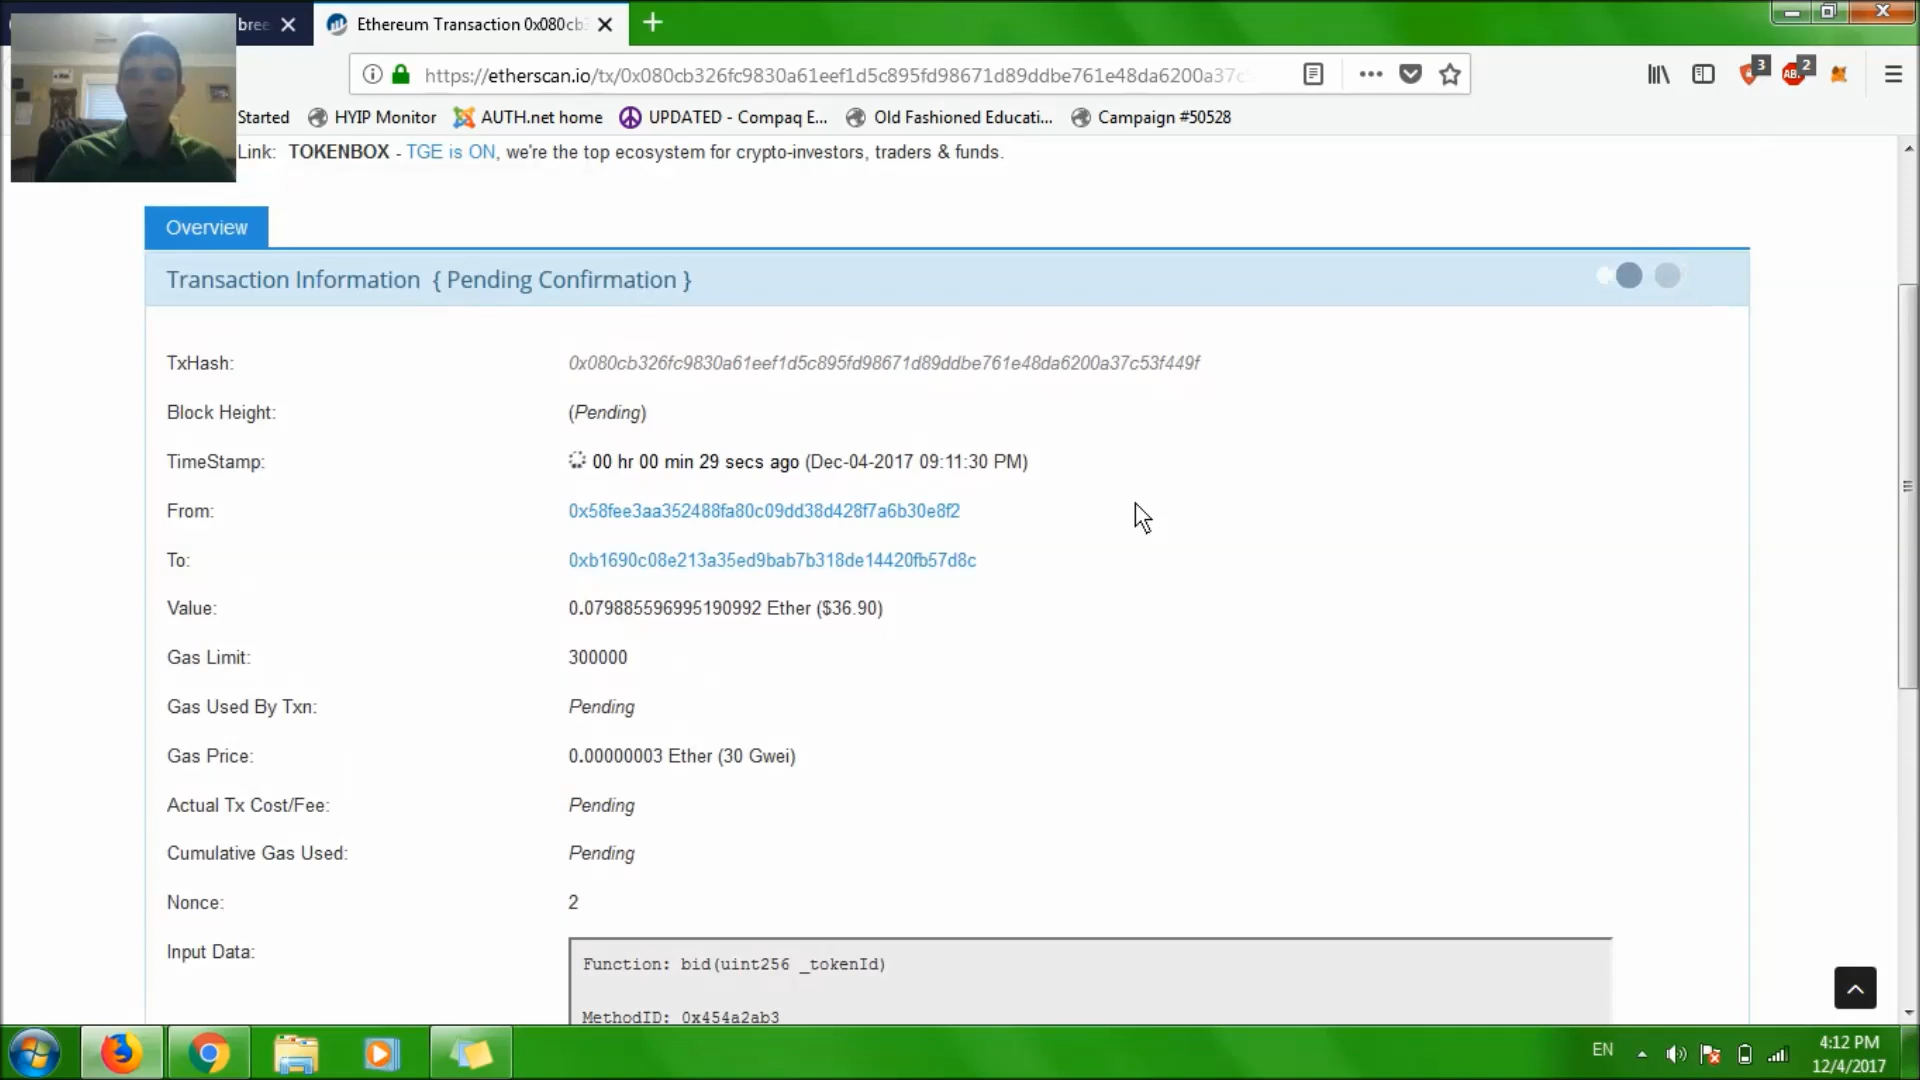 bree
Ethereum Transaction 0x080cb
https://etherscan.io/tx/0x080cb326fc9830a61eef1d5c895fd98671d89ddbe761e48da6200a37c
3
ABP
2
Started
HYIP Monitor
AUTH.net home
UPDATED - Compaq E...
Old Fashioned Educati...
Campaign #50528
Link: TOKENBOX - TGE is ON, we're the top ecosystem for crypto-investors, traders & funds.
Overview
Transaction Information { Pending Confirmation }
TxHash: 0x080cb326fc9830a61eef1d5c895fd98671d89ddbe761e48da6200a37c53f449f
Block Height: (Pending)
TimeStamp: 00 hr 00 min 29 secs ago (Dec-04-2017 09:11:30 PM)
From: 0x58fee3aa352488fa80c09dd38d428f7a6b30e8f2
To: 0xb1690c08e213a35ed9bab7b318de14420fb57d8c
Value: 0.079885596995190992 Ether ($36.90)
Gas Limit: 300000
Gas Used By Txn: Pending
Gas Price: 0.00000003 Ether (30 Gwei)
Actual Tx Cost/Fee: Pending
Cumulative Gas Used: Pending
Nonce: 2
Input Data: Function: bid(uint256 _tokenId)
MethodID: 0x454a2ab3
EN
4:12 PM
12/4/2017